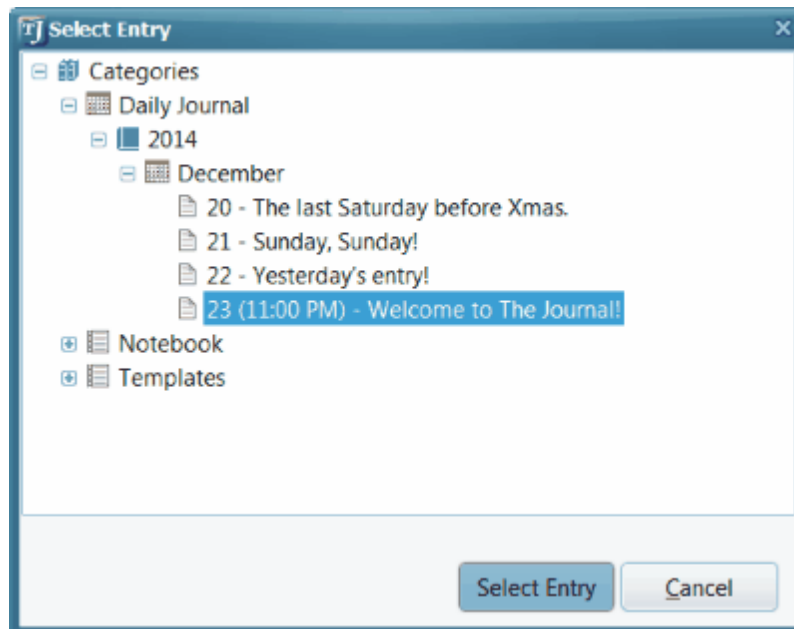 TJ Select Entry
Categories
Daily Journal
2014
December
20 - The last Saturday before Xmas.
21 - Sunday, Sunday!
22 - Yesterday's entry!
23 (11:00 PM) - Welcome to The Journal!
Notebook
Templates
Select Entry Cancel